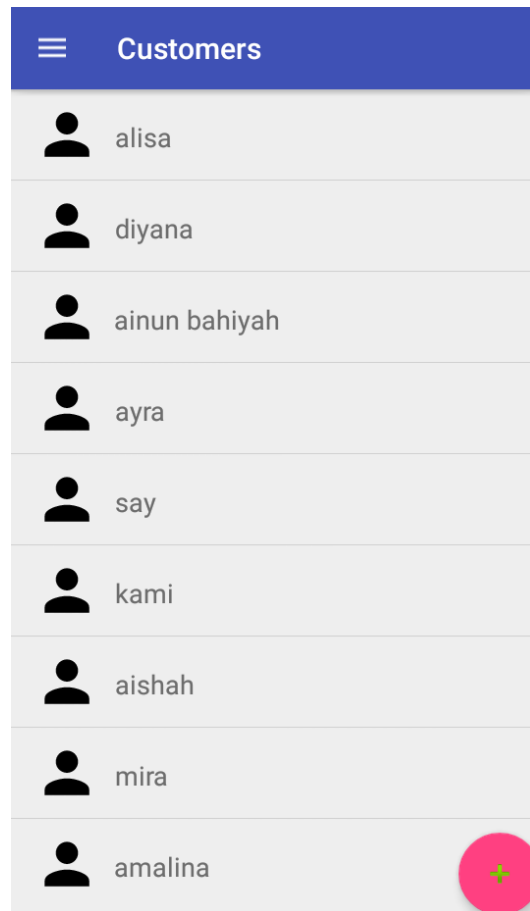 Customers
alisa
diyana
ainun bahiyah
ayra
say
kami
aishah
mira
amalina
+